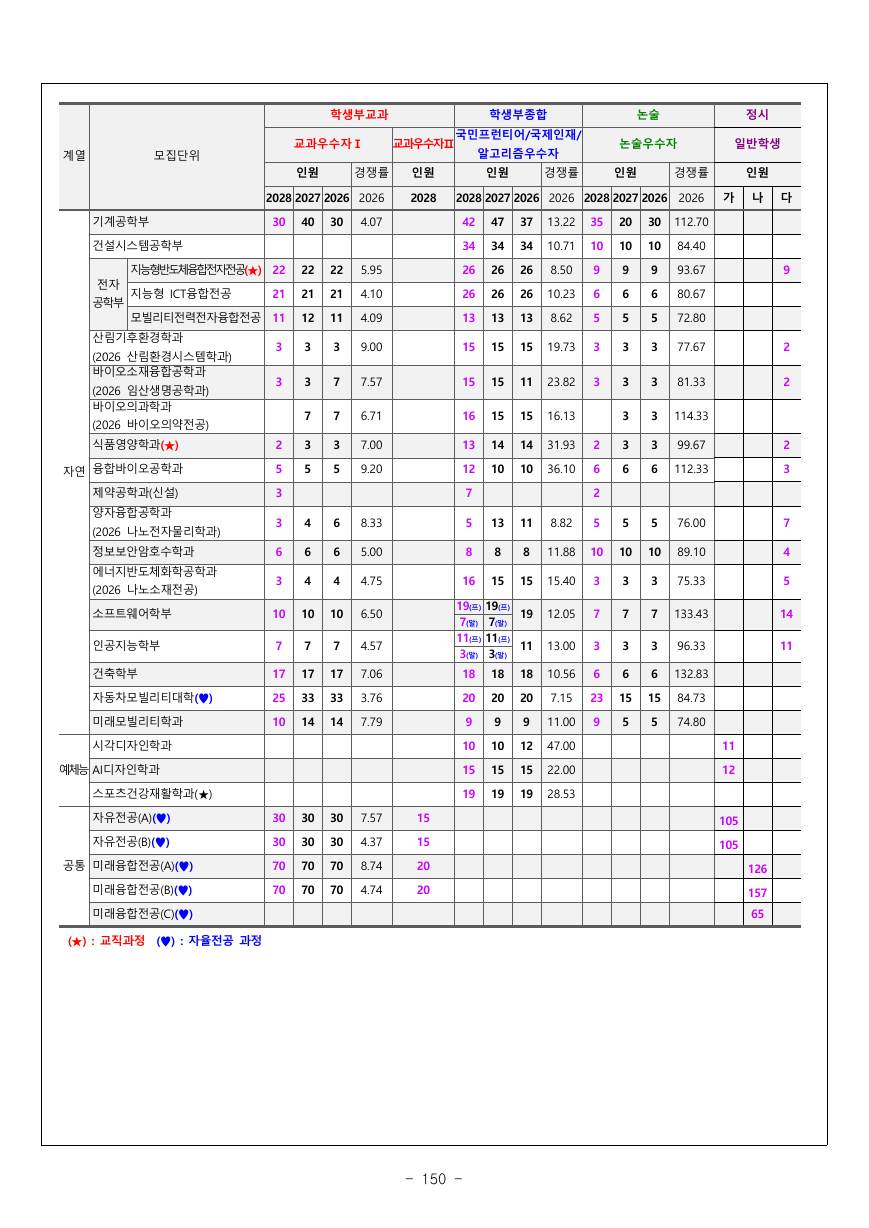 계열 모집단위 학생부교과 학생부종합 논술 정시
교과우수자 I 교과우수자II 국민프런티어/국제인재/ 논술우수자 일반학생
알고리즘우수자
인원 경쟁률 인원 인원 경쟁률 인원 경쟁률 인원
2028 2027 2026 2026 2028 2028 2027 2026 2026 2028 2027 2026 2026 가 나 다
자연
기계공학부 30 40 30 4.07 42 47 37 13.22 35 20 30 112.70
건설시스템공학부 34 34 34 10.71 10 10 10 84.40
전자
공학부
지능형반도체융합전자전공(★) 22 22 22 5.95 26 26 26 8.50 9 9 9 93.67 9
지능형 ICT융합전공 21 21 21 4.10 26 26 26 10.23 6 6 6 80.67
모빌리티전력전자융합전공 11 12 11 4.09 13 13 13 8.62 5 5 5 72.80
산림기후환경학과
(2026 산림환경시스템학과) 3 3 3 9.00 15 15 15 19.73 3 3 3 77.67 2
바이오소재융합공학과
(2026 임산생명공학과) 3 3 7 7.57 15 15 11 23.82 3 3 3 81.33 2
바이오의과학과
(2026 바이오의약전공) 7 7 6.71 16 15 15 16.13 3 3 114.33
식품영양학과(★) 2 3 3 7.00 13 14 14 31.93 2 3 3 99.67 2
융합바이오공학과 5 5 5 9.20 12 10 10 36.10 6 6 6 112.33 3
제약공학과(신설) 3 7 2
양자융합공학과
(2026 나노전자물리학과) 3 4 6 8.33 5 13 11 8.82 5 5 5 76.00 7
정보보안암호수학과 6 6 6 5.00 8 8 8 11.88 10 10 10 89.10 4
에너지반도체화학공학과
(2026 나노소재전공) 3 4 4 4.75 16 15 15 15.40 3 3 3 75.33 5
소프트웨어학부 10 10 10 6.50 19(프) 19(프) 19 12.05 7 7 7 133.43 14
7(알) 7(알)
인공지능학부 7 7 7 4.57 11(프) 11(프) 11 13.00 3 3 3 96.33 11
3(알) 3(알)
건축학부 17 17 17 7.06 18 18 18 10.56 6 6 6 132.83
자동차모빌리티대학(♥) 25 33 33 3.76 20 20 20 7.15 23 15 15 84.73
미래모빌리티학과 10 14 14 7.79 9 9 9 11.00 9 5 5 74.80
예체능
시각디자인학과 10 10 12 47.00 11
AI디자인학과 15 15 15 22.00 12
스포츠건강재활학과(★) 19 19 19 28.53
공통
자유전공(A)(♥) 30 30 30 7.57 15 105
자유전공(B)(♥) 30 30 30 4.37 15 105
미래융합전공(A)(♥) 70 70 70 8.74 20 126
미래융합전공(B)(♥) 70 70 70 4.74 20 157
미래융합전공(C)(♥) 65
(★) : 교직과정 (♥) : 자율전공 과정
- 150 -